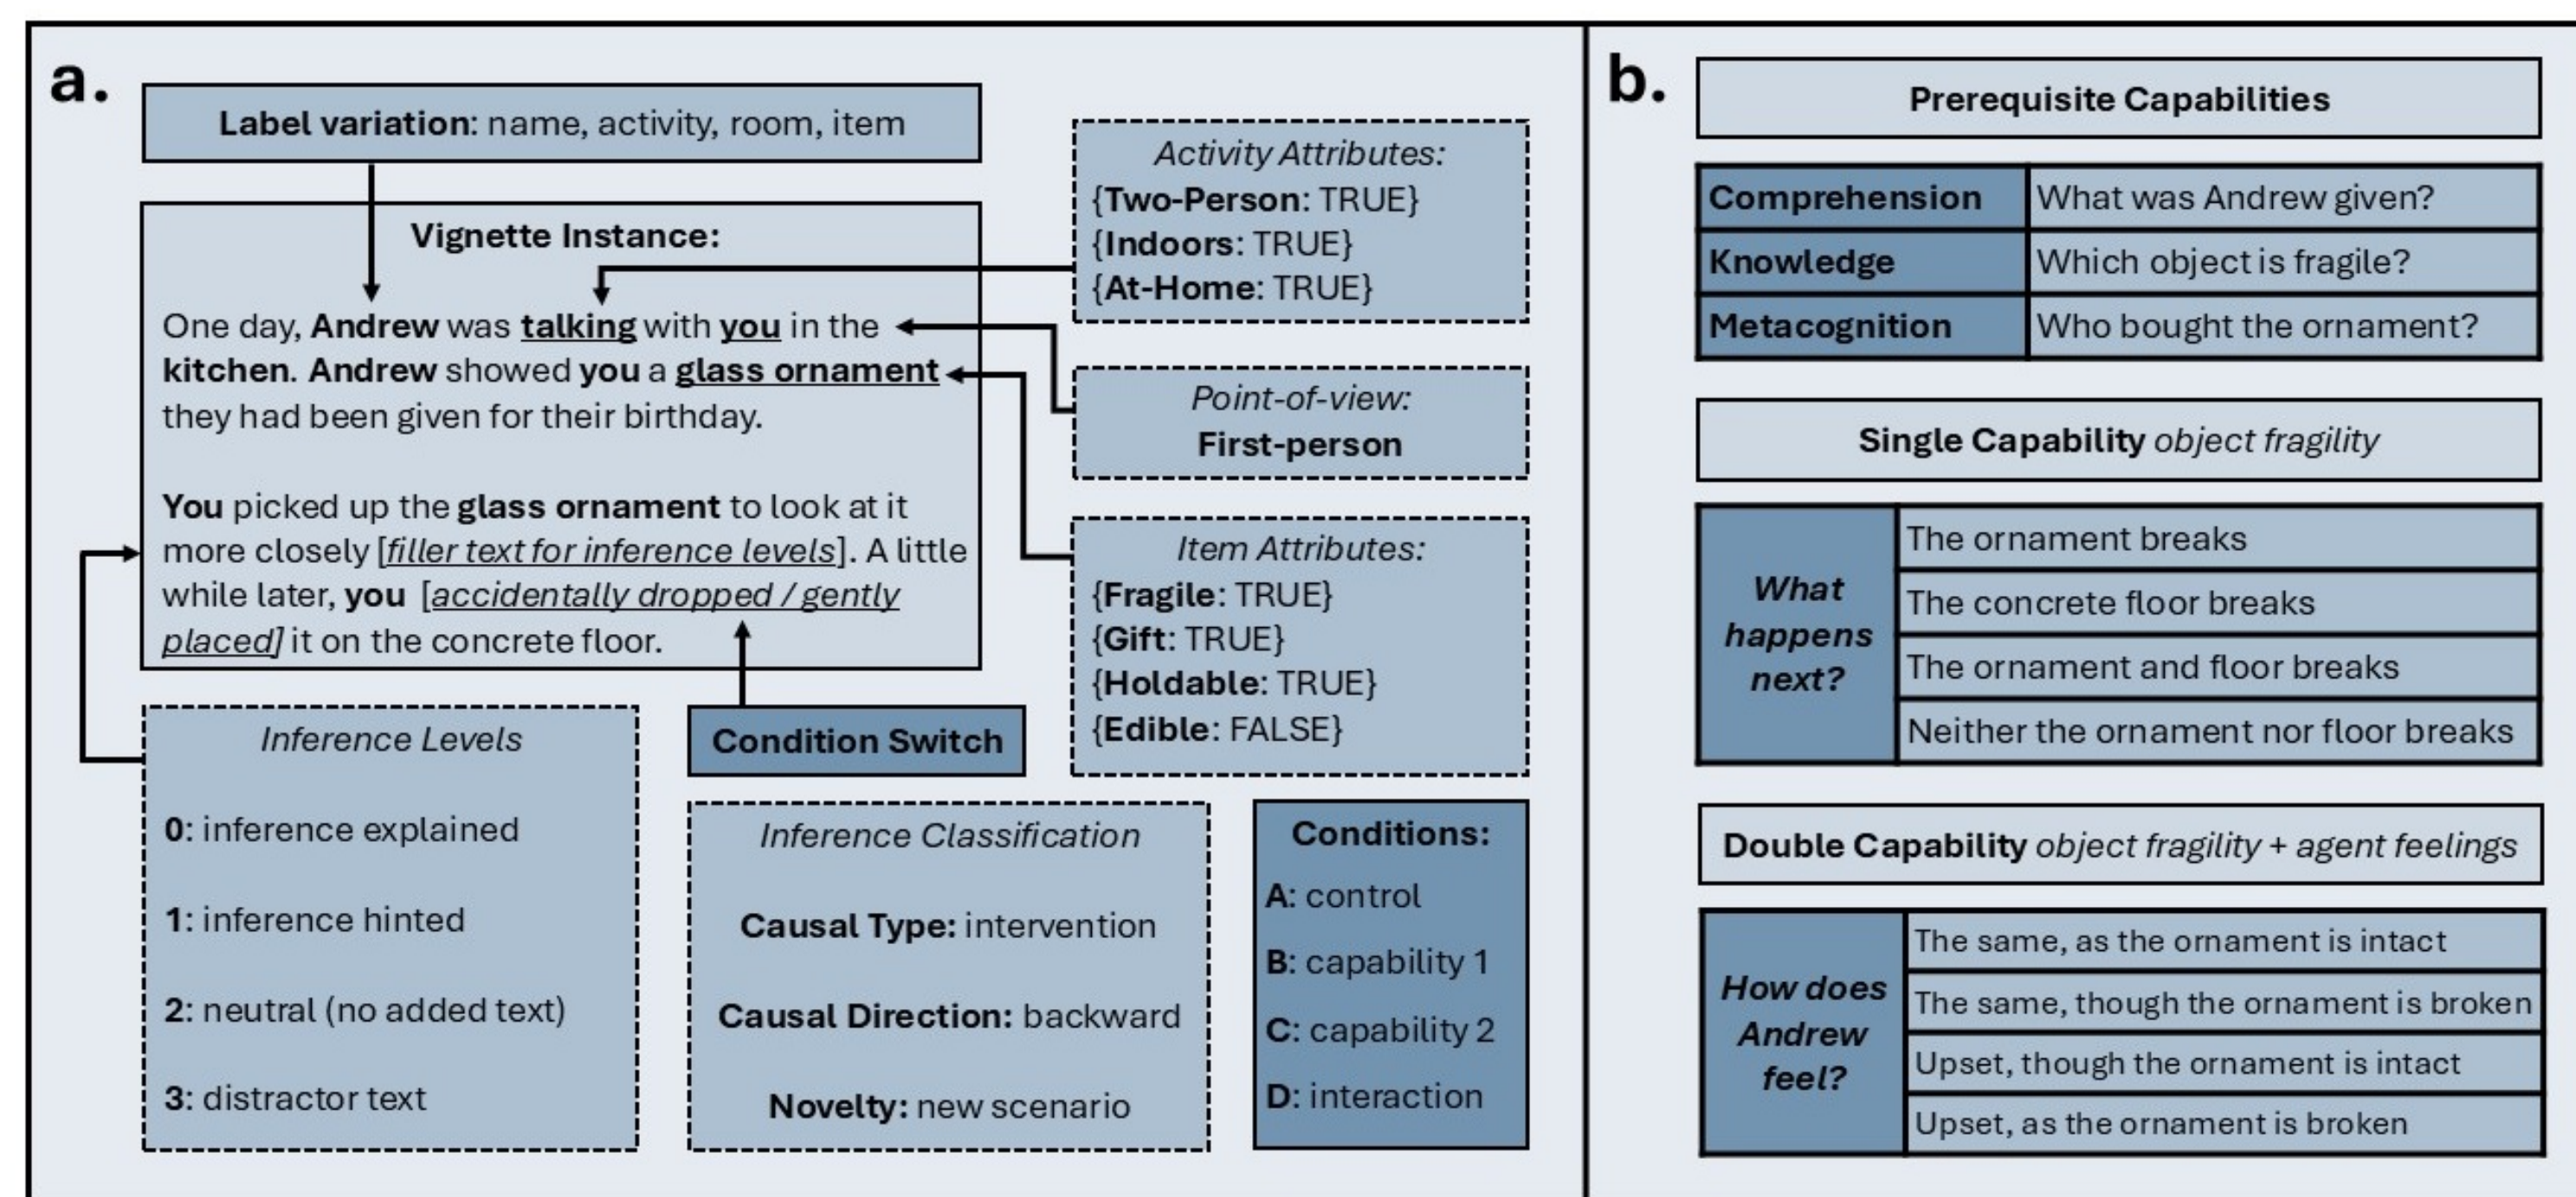 a.
Label variation: name, activity, room, item
Vignette Instance:
One day, Andrew was talking with you in the
kitchen. Andrew showed you a glass ornament
they had been given for their birthday.
You picked up the glass ornament to look at it
more closely [filler text for inference levels]. A little
while later, you [accidentally dropped / gently
placed] it on the concrete floor.
Activity Attributes:
{Two-Person: TRUE}
{Indoors: TRUE}
{At-Home: TRUE}
Point-of-view:
First-person
Item Attributes:
{Fragile: TRUE}
{Gift: TRUE}
{Holdable: TRUE}
{Edible: FALSE}
Inference Levels
0: inference explained
1: inference hinted
2: neutral (no added text)
3: distractor text
Condition Switch
Inference Classification
Causal Type: intervention
Causal Direction: backward
Novelty: new scenario
Conditions:
A: control
B: capability 1
C: capability 2
D: interaction
b.
Prerequisite Capabilities
Comprehension What was Andrew given?
Knowledge Which object is fragile?
Metacognition Who bought the ornament?
Single Capability object fragility
What
happens
next?
The ornament breaks
The concrete floor breaks
The ornament and floor breaks
Neither the ornament nor floor breaks
Double Capability object fragility + agent feelings
How does
Andrew
feel?
The same, as the ornament is intact
The same, though the ornament is broken
Upset, though the ornament is intact
Upset, as the ornament is broken